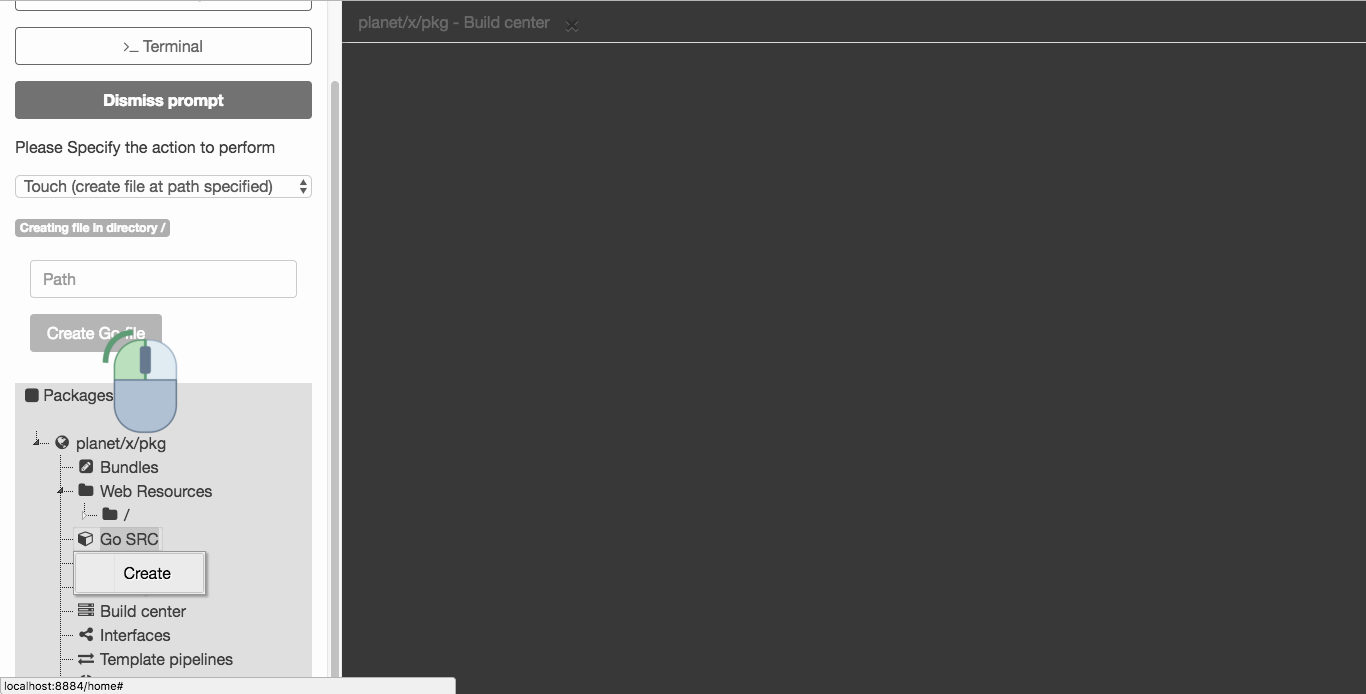 planet/x/pkg - Build center
Terminal
Dismiss prompt
Please Specify the action to perform
Touch (create file at path specified)
Creating file in directory /
Path
Create Go file
Packages
planet/x/pkg
Bundles
Web Resources
/
Go SRC
Create
Build center
Interfaces
Template pipelines
localhost:8884/home#